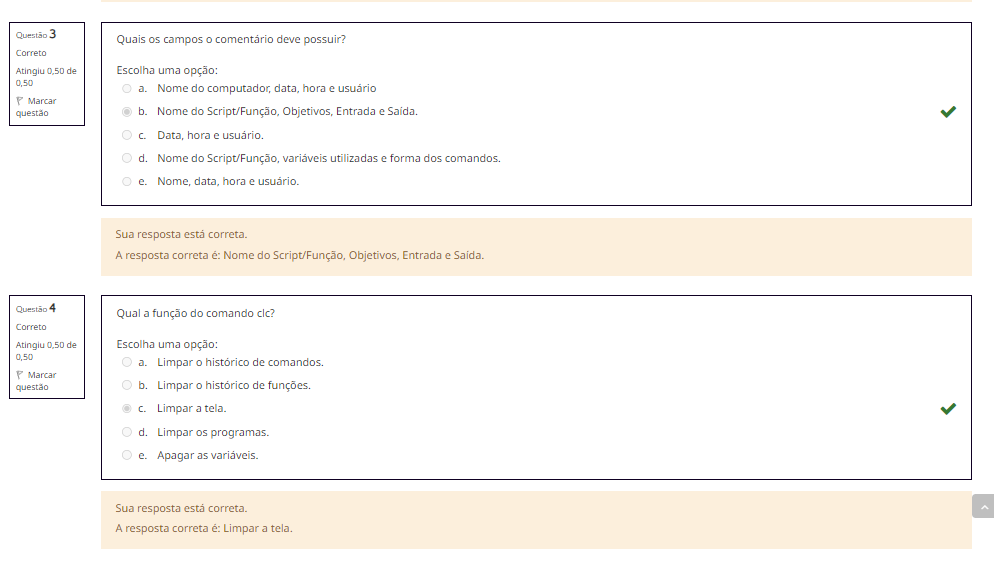 Questão 3
Correto
Atingiu 0,50 de
0,50
Marcar
questão
Quais os campos o comentário deve possuir?
Escolha uma opção:
a. Nome do computador, data, hora e usuário
b. Nome do Script/Função, Objetivos, Entrada e Saída.
c. Data, hora e usuário.
d. Nome do Script/Função, variáveis utilizadas e forma dos comandos.
e. Nome, data, hora e usuário.
Sua resposta está correta.
A resposta correta é: Nome do Script/Função, Objetivos, Entrada e Saída.
Questão 4
Correto
Atingiu 0,50 de
0,50
Marcar
questão
Qual a função do comando clc?
Escolha uma opção:
a. Limpar o histórico de comandos.
b. Limpar o histórico de funções.
c. Limpar a tela.
d. Limpar os programas.
e. Apagar as variáveis.
Sua resposta está correta.
A resposta correta é: Limpar a tela.